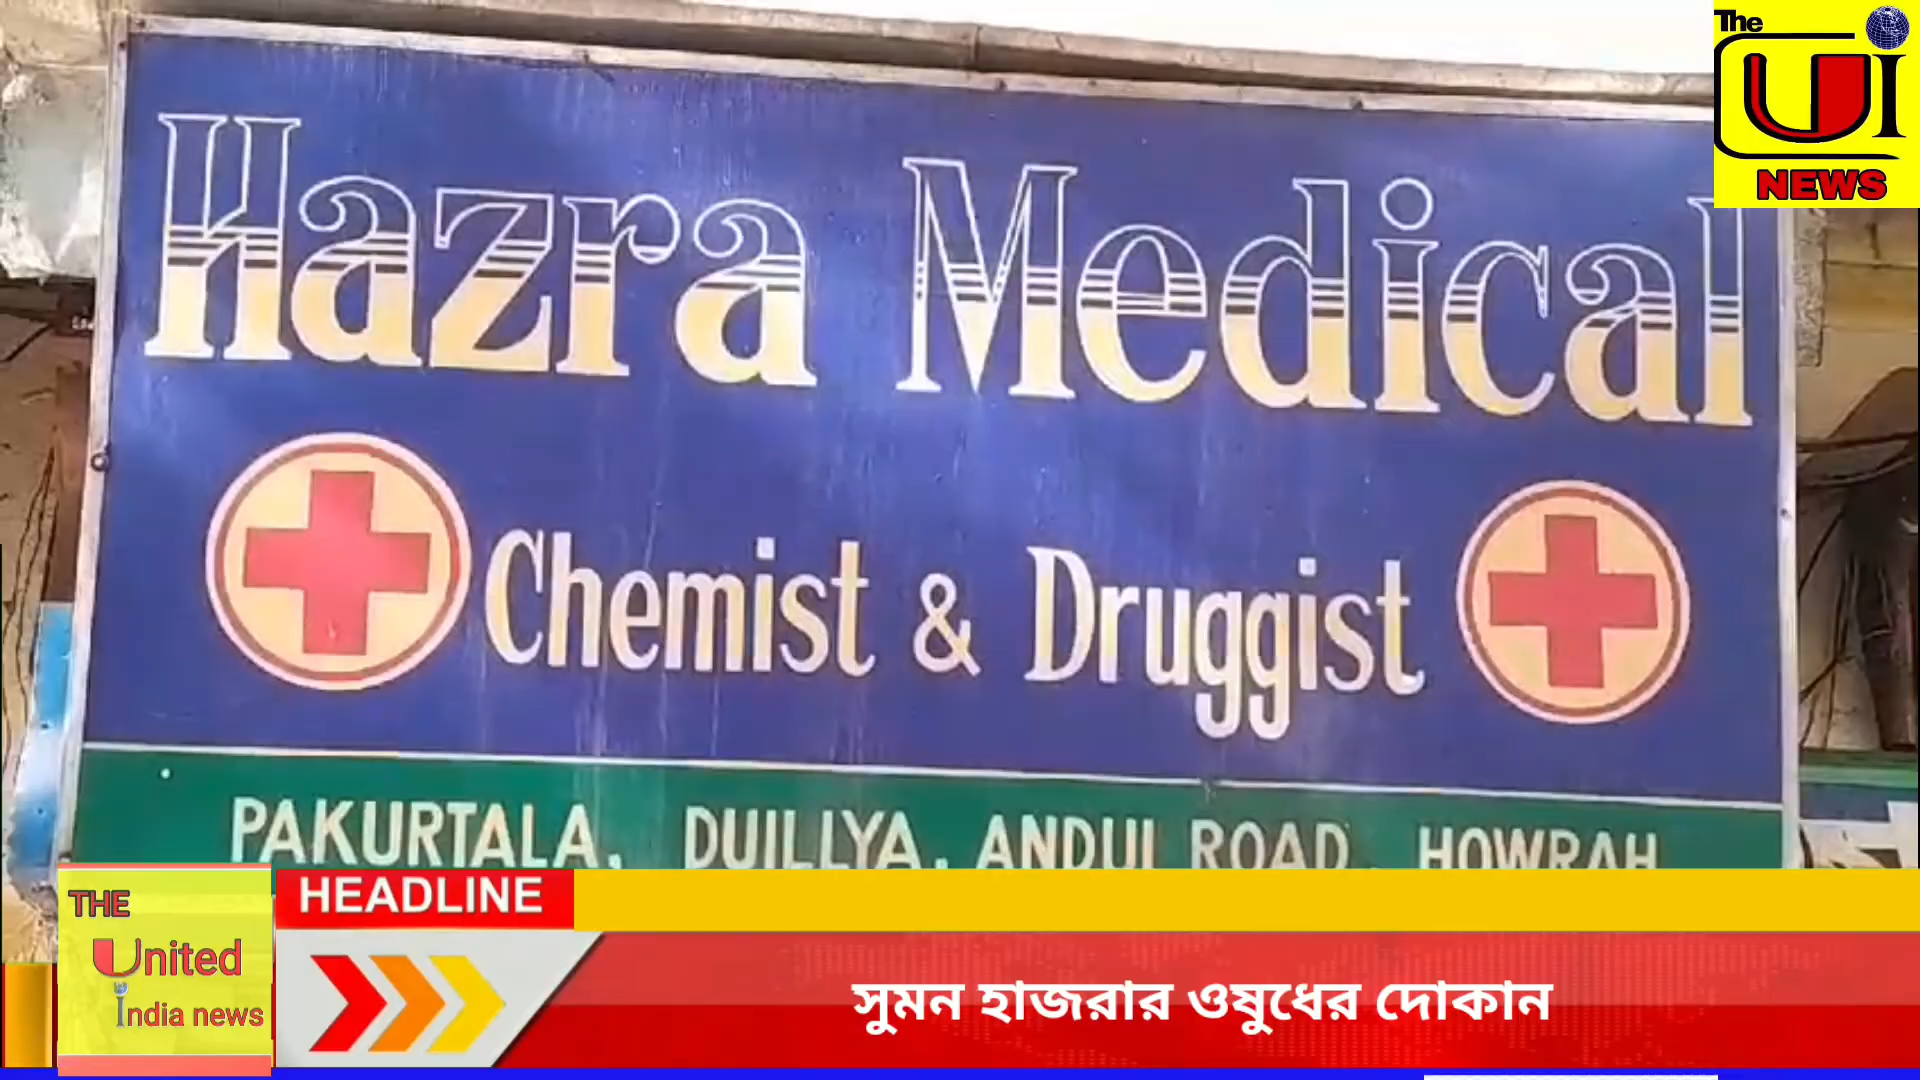 The
Ui
NEWS
Hazra Medical
Chemist & Druggist
PAKURTALA, DUILLYA, ANDUL ROAD, HOWRAH
HEADLINE
THE
United
india news
সুমন হাজরার ওষুধের দোকান